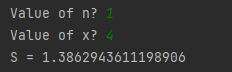 Value of n? 1
Value of x? 4
S = 1.3862943611198906